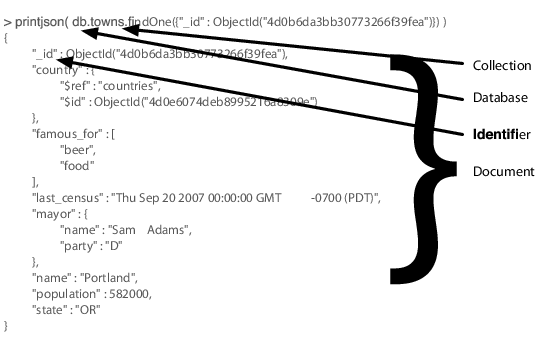 > printjson( db.towns.findOne({"_id" : ObjectId("4d0b6da3bb30773266f39fea")}) )
{
"_id" : ObjectId("4d0b6da3bb30773266f39fea"),
"country" : {
"$ref" : "countries",
"$id" : ObjectId("4d0e6074deb8995216a8309e")
},
"famous_for" : [
"beer",
"food"
],
"last_census" : "Thu Sep 20 2007 00:00:00 GMT -0700 (PDT)",
"mayor" : {
"name" : "Sam Adams",
"party" : "D"
},
"name" : "Portland",
"population" : 582000,
"state" : "OR"
}
Collection
Database
Identifier
Document